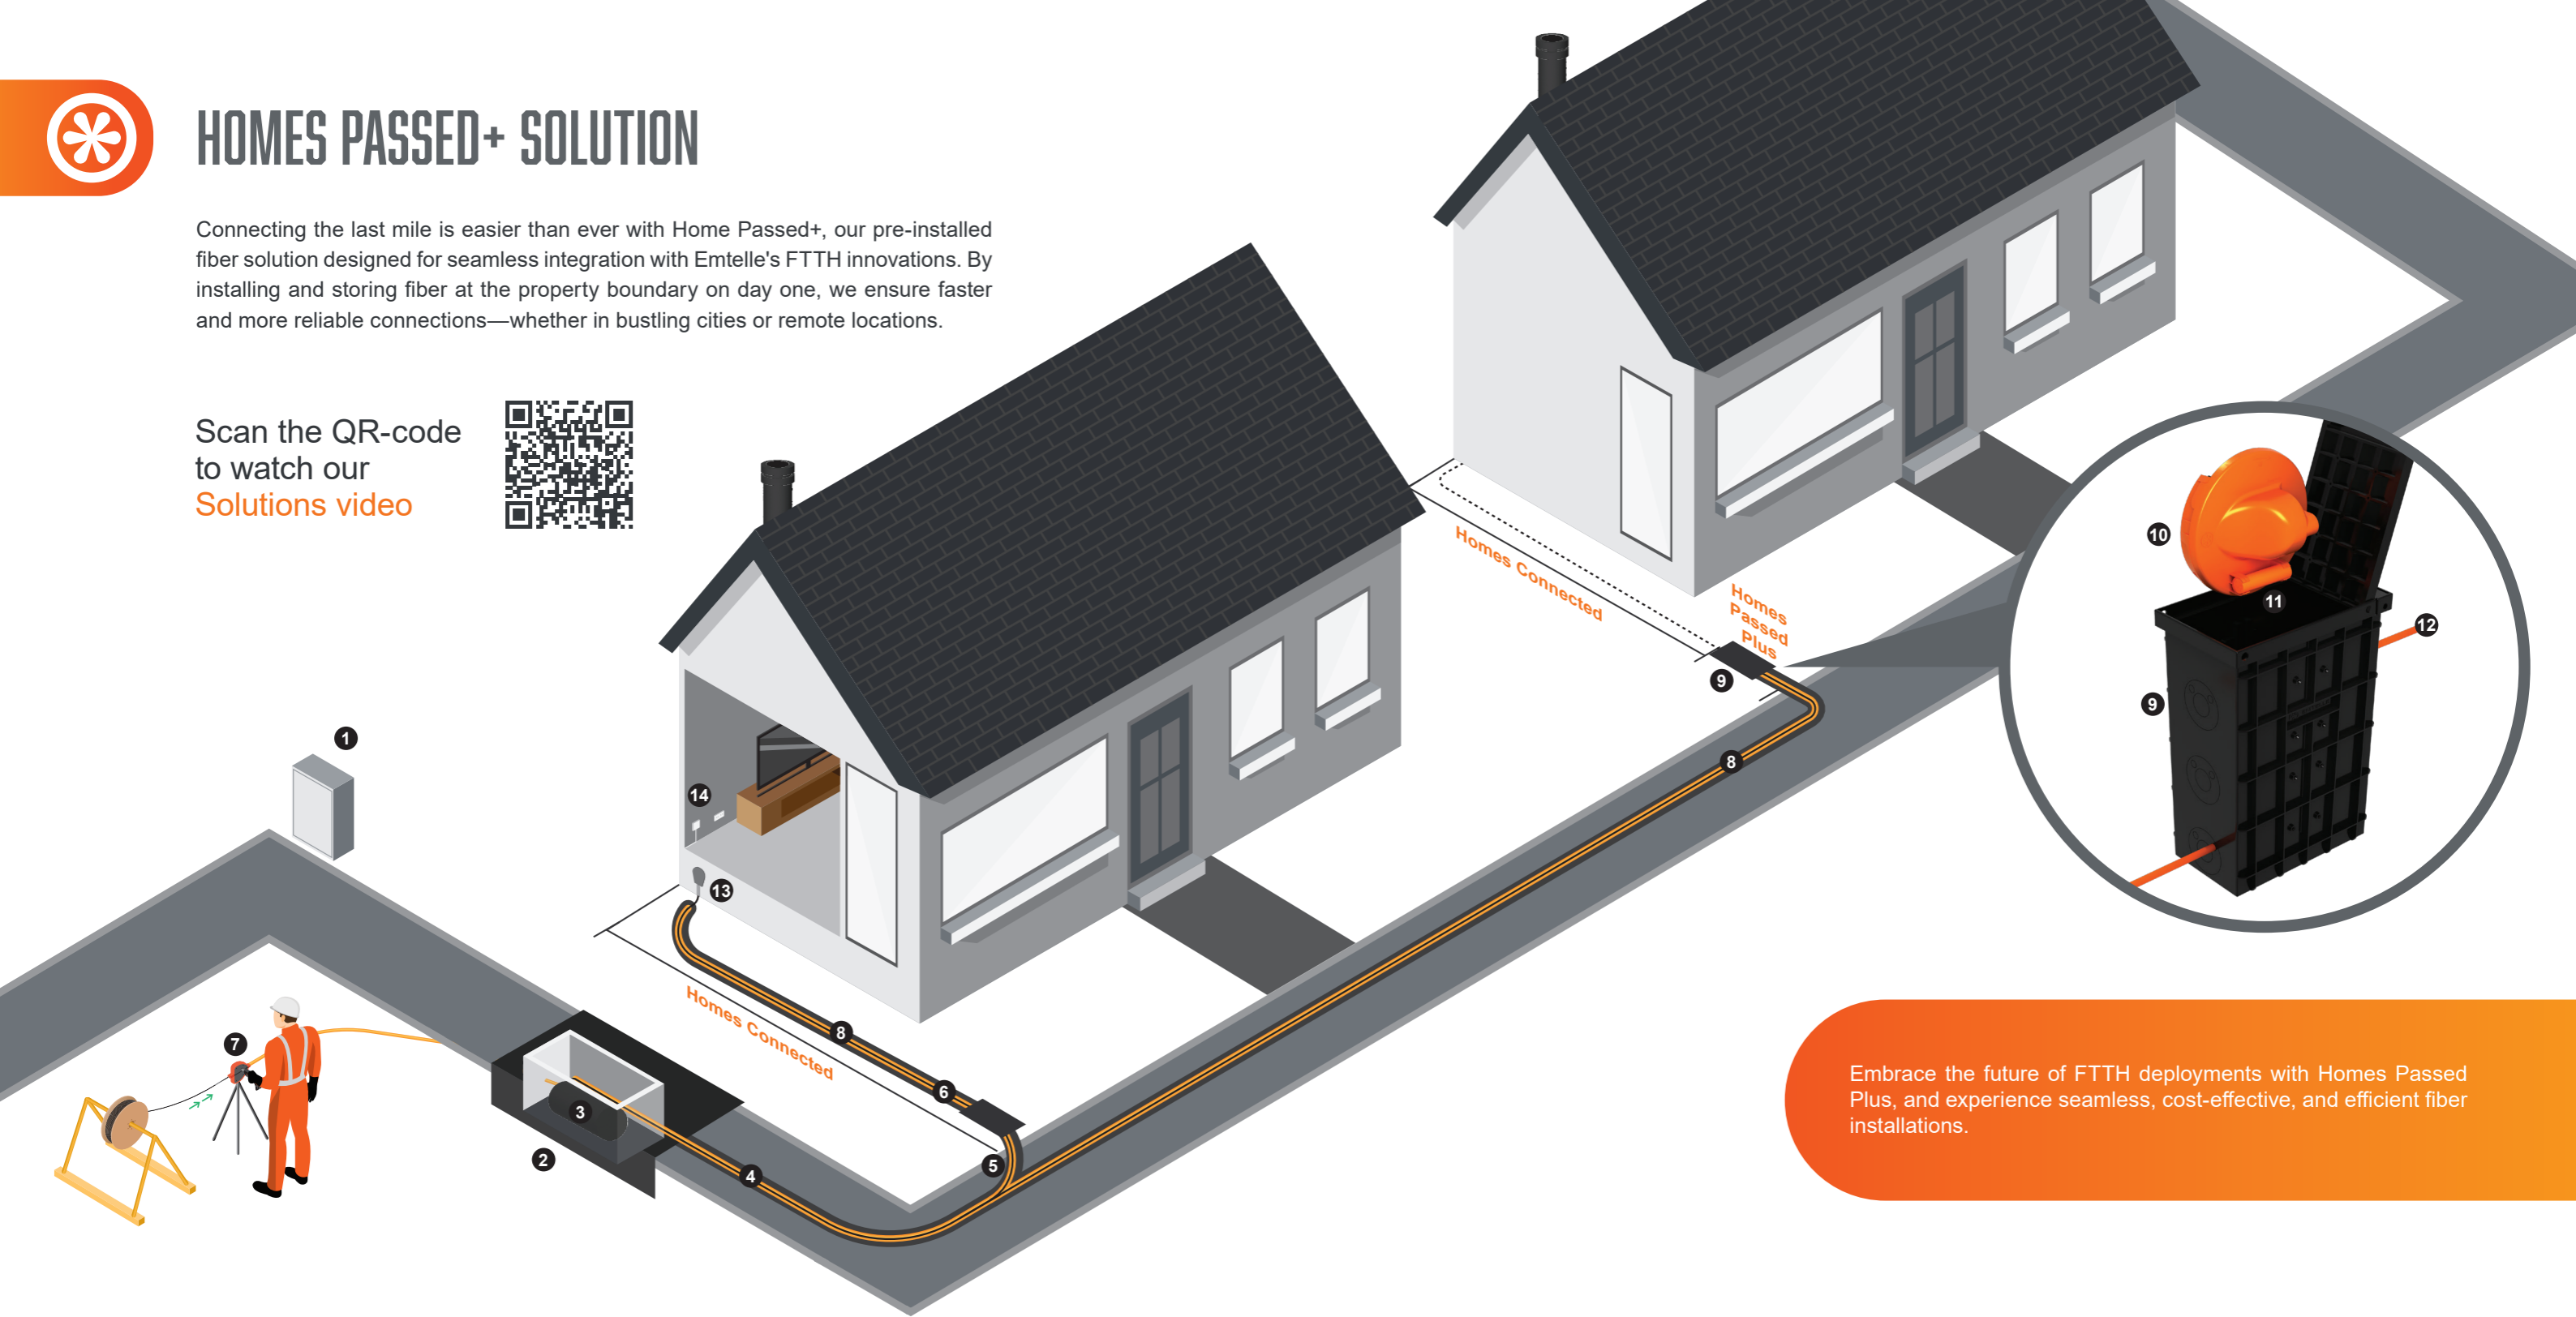 HOMES PASSED+ SOLUTION
Connecting the last mile is easier than ever with Home Passed+, our pre-installed
fiber solution designed for seamless integration with Emtelle's FTTH innovations. By
installing and storing fiber at the property boundary on day one, we ensure faster
and more reliable connections—whether in bustling cities or remote locations.
Scan the QR-code
to watch our
Solutions video
Homes Connected
Homes
Passed
Plus
10
11
12
9
9
8
1
14
13
Homes Connected
8
6
7
3
2
4
5
Embrace the future of FTTH deployments with Homes Passed
Plus, and experience seamless, cost-effective, and efficient fiber
installations.